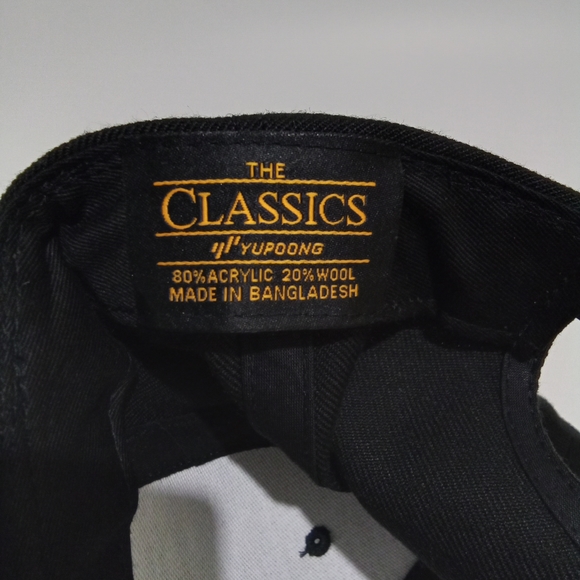 THE
CLASSICS
YUPOONG
80% ACRYLIC 20% WOOL
MADE IN BANGLADESH